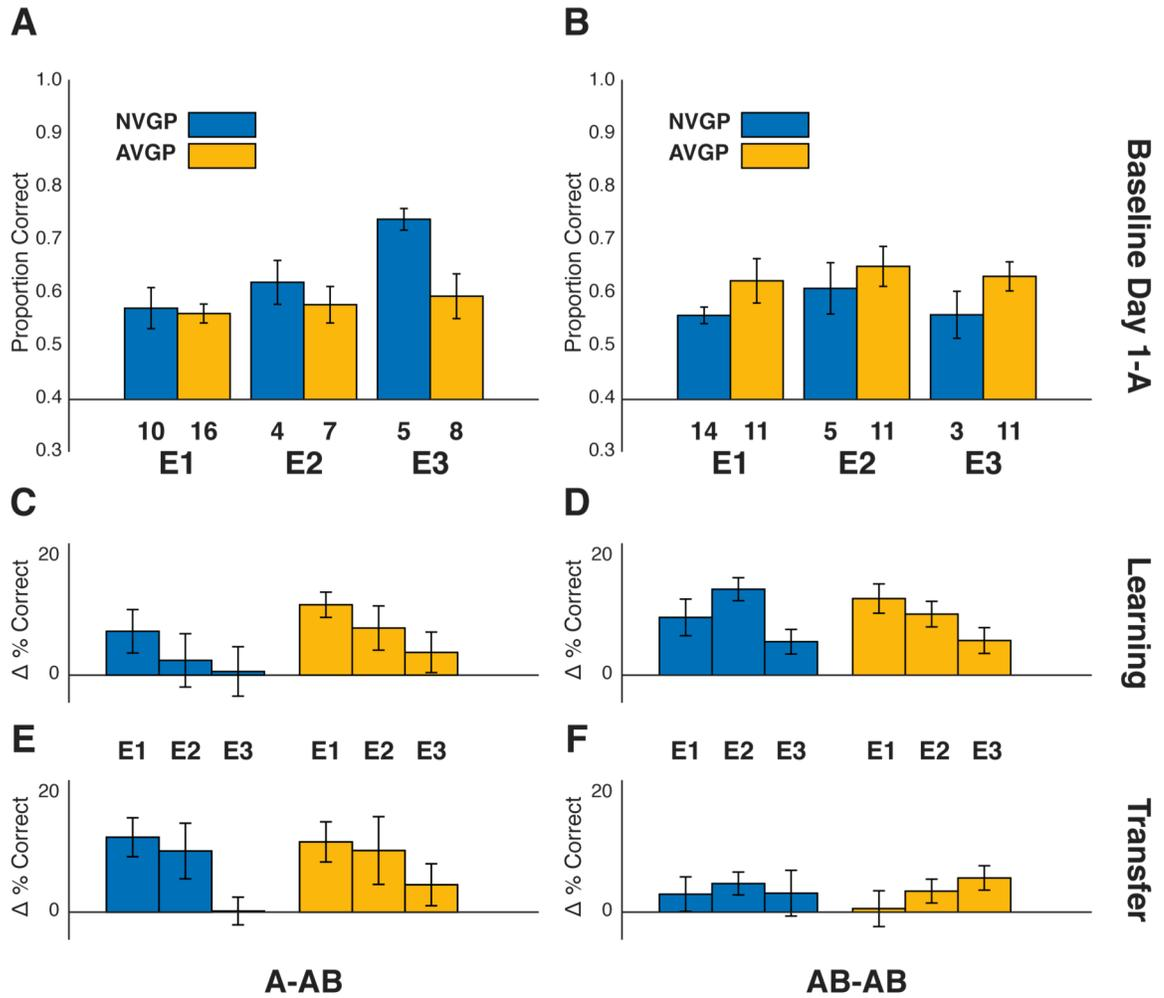 A
B
1.0
0.9
0.8
0.7
0.6
0.5
0.4
0.3
Proportion Correct
NVGP
AVGP
10 16 4 7 5 8
E1 E2 E3
1.0
0.9
0.8
0.7
0.6
0.5
0.4
0.3
Proportion Correct
NVGP
AVGP
14 11 5 11 3 11
E1 E2 E3
Baseline Day 1-A
C
D
20
0
Δ % Correct
20
0
Δ % Correct
Learning
E
F
E1 E2 E3 E1 E2 E3
E1 E2 E3 E1 E2 E3
20
0
Δ % Correct
20
0
Δ % Correct
Transfer
A-AB
AB-AB